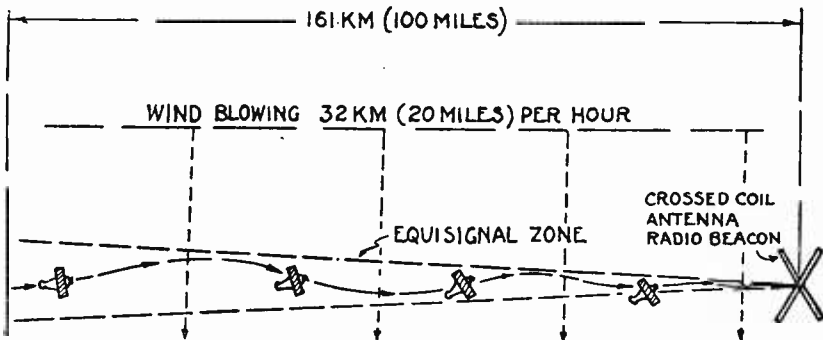 161 KM (100 MILES)
WIND BLOWING 32 KM (20 MILES) PER HOUR
CROSSED COIL
ANTENNA
RADIO BEACON
EQUISIGNAL ZONE